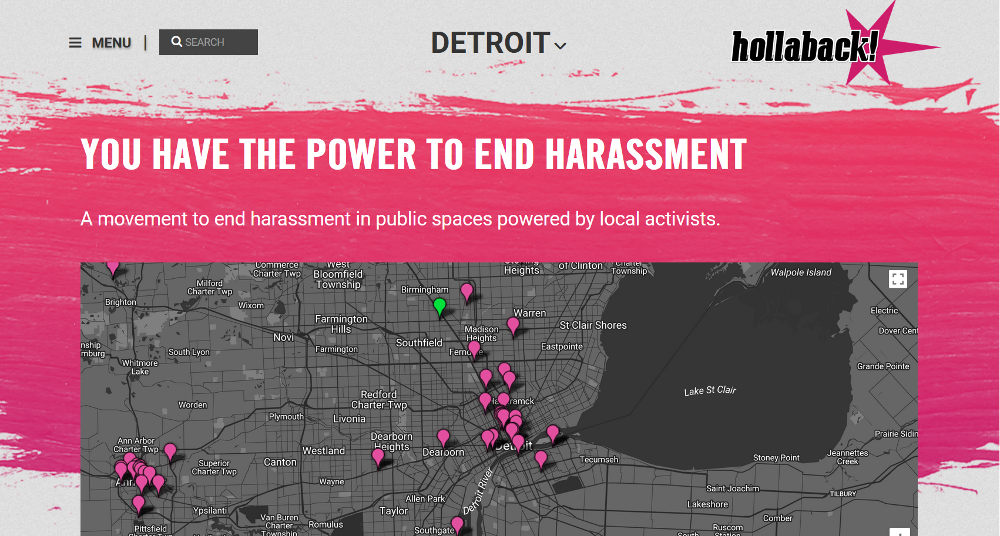 MENU | SEARCH
DETROIT
hollaback!
YOU HAVE THE POWER TO END HARASSMENT
A movement to end harassment in public spaces powered by local activists.
Commerce
Charter Twp
West
Bloomfield
Township
Heights
of Clinton
Charter
Township
Walpole Island
Milford
Charter Twp
Birmingham
Brighton
Wixom
Electric
Farmington
Hills
Warren
St Clair Shores
Madison
Heights
Dover Cent
Novi
Southfield
Farmington
Eastpointe
South Lyon
Whitmore
Lake
Grande Pointe
Lake St Clair
Redford
Charter Twp
Worden
Plymouth
Livonia
Dearborn
Heights
Ann Arbor
Charter Twp
Westland
Dearborn
Detroit
Prairie Sidin
Superior
Charter Twp
Canton
Tecumseh
Stoney Point
Jeannettes
Creek
Wayne
Detroit River
Saint Joachim
TILBURY
Allen Park
Lakeshore
Ypsilanti
Taylor
Comber
Van Buren
Charter
Township
Romulus
Pittsfield
Charter Twp
Southgate
Ruscom
Station